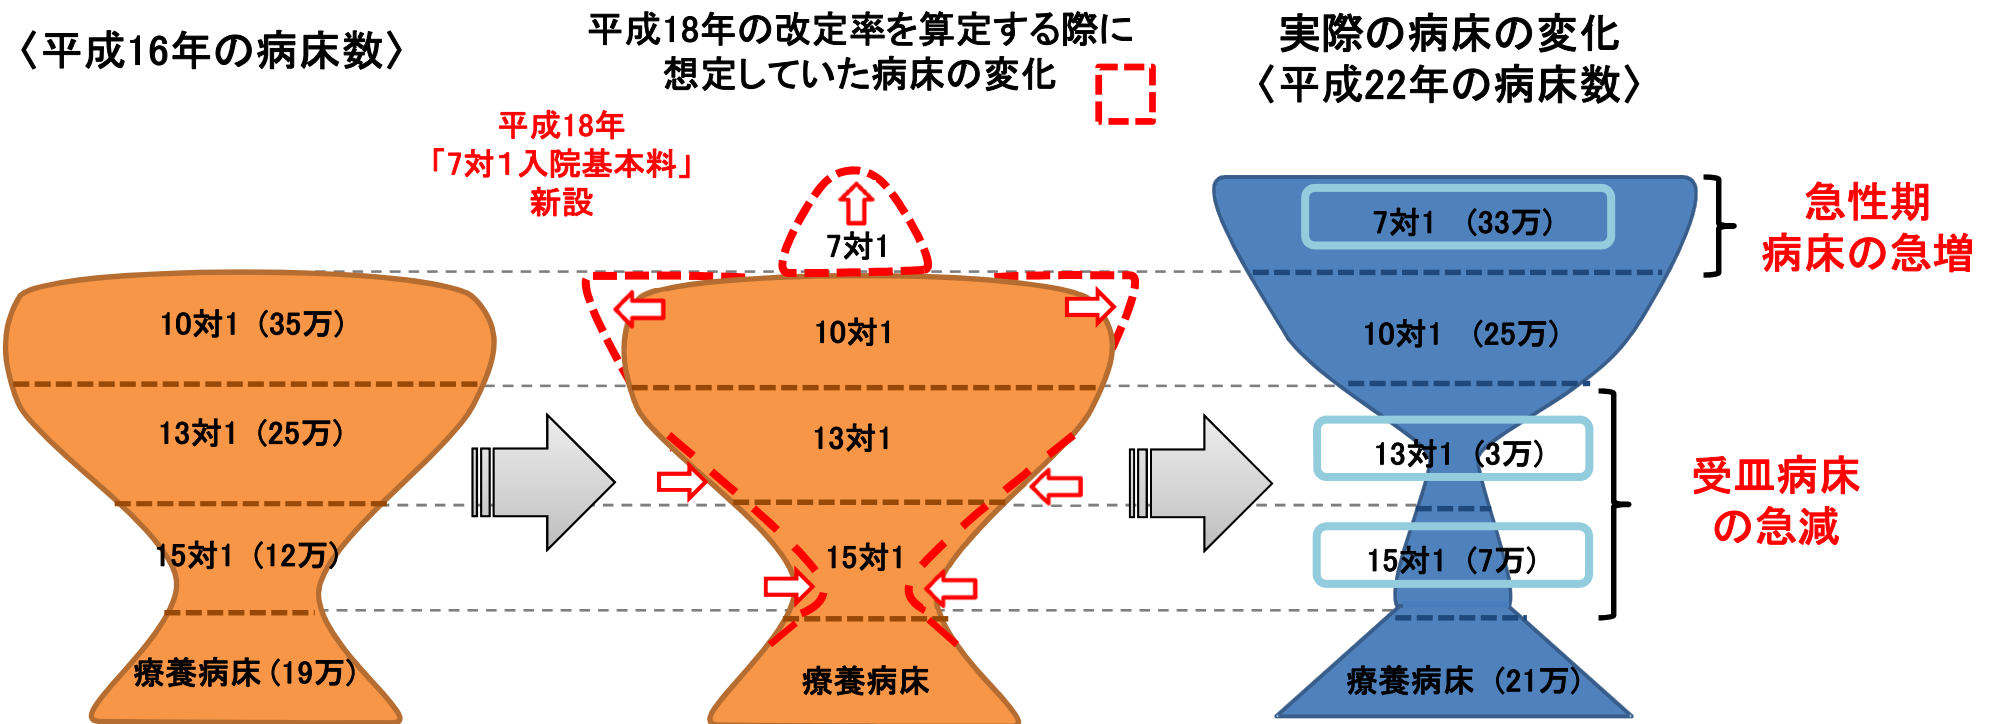 〈平成16年の病床数〉
平成18年の改定率を算定する際に
想定していた病床の変化
実際の病床の変化
〈平成22年の病床数〉
平成18年
「7対1入院基本料」
新設
10対1（35万）
13対1（25万）
15対1（12万）
療養病床（19万）
7対1
10対1
13対1
15対1
療養病床
7対1 （33万）
10対1 （25万）
13対1（3万）
15対1（7万）
療養病床 （21万）
急性期
病床の急増
受皿病床
の急減